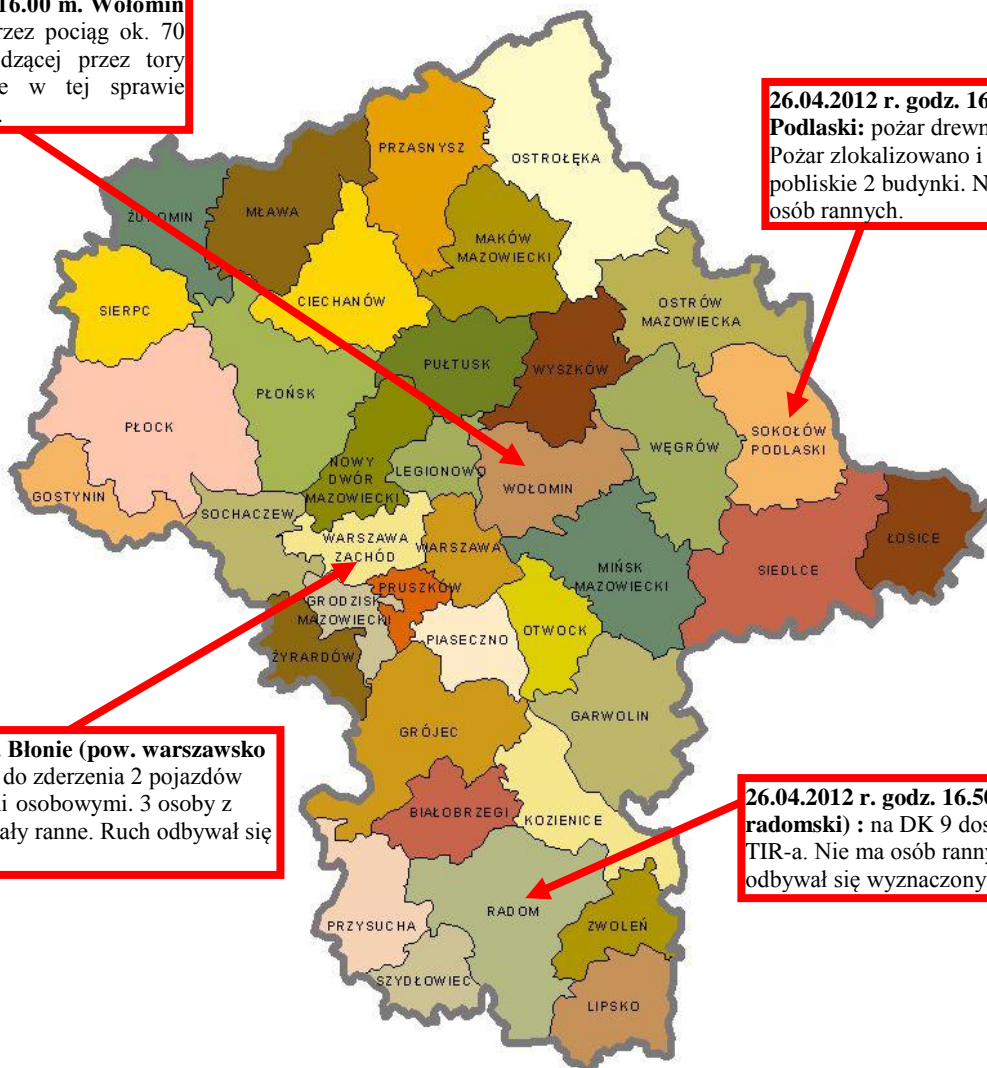 16.00 m. Wołomin
rzez pociąg ok. 70
dzącej przez tory
e w tej sprawie
.
26.04.2012 r. godz. 16
Podlaski: pożar drewn
Pożar zlokalizowano i
pobliskie 2 budynki. N
osób rannych.
PRZASNYSZ
OSTROŁĘKA
ŻUROMIN
MŁAWA
MAKÓW
MAZOWIECKI
SIERPC
CIECHANÓW
OSTRÓW
MAZOWIECKA
PUŁTUSK
WYSZKÓW
PŁOŃSK
PŁOCK
WĘGRÓW
SOKOŁÓW
PODLASKI
NOWY
DWÓR
MAZOWIECKI
LEGIONOWO
WOŁOMIN
GOSTYNIN
SOCHACZEW
WARSZAWA
ZACHÓD
WARSZAWA
MIŃSK
MAZOWIECKI
SIEDLCE
ŁOSICE
PRUSZKÓW
GRODZISK
MAZOWIECKI
PIASECZNO
OTWOCK
ŻYRARDÓW
GARWOLIN
GRÓJEC
. Błonie (pow. warszawsko
do zderzenia 2 pojazdów
i osobowymi. 3 osoby z
ały ranne. Ruch odbywał się
BIAŁOBRZEGI
KOZIENICE
26.04.2012 r. godz. 16.50
radomski) : na DK 9 dos
TIR-a. Nie ma osób ranny
odbywał się wyznaczony
RADOM
PRZYSUCHA
ZWOLEŃ
SZYDŁOWIEC
LIPSKO